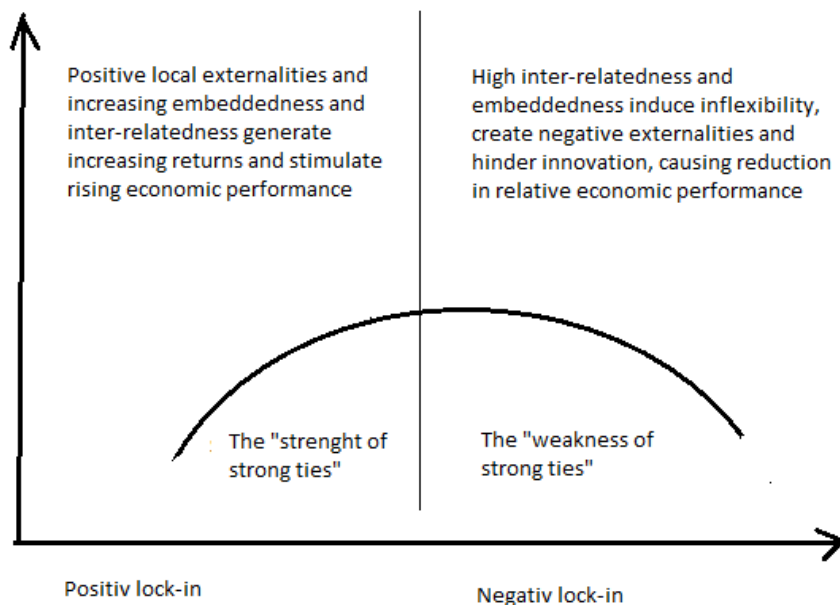 Positive local externalities and
increasing embeddedness and
inter-relatedness generate
increasing returns and stimulate
rising economic performance
High inter-relatedness and
embeddedness induce inflexibility,
create negative externalities and
hinder innovation, causing reduction
in relative economic performance
The "strenght of
strong ties"
The "weakness of
strong ties"
Positiv lock-in
Negativ lock-in